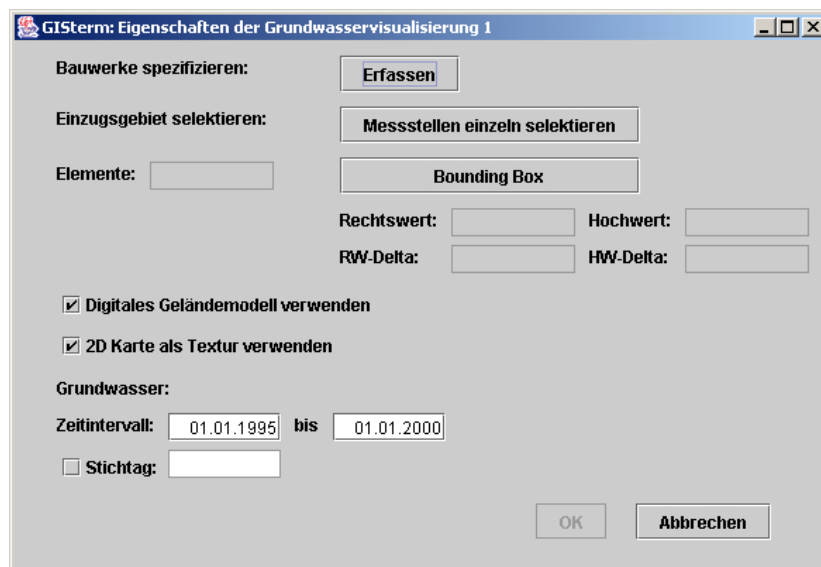 GISterm: Eigenschaften der Grundwasservisualisierung 1
Bauwerke spezifizieren: Erfassen
Einzugsgebiet selektieren: Messstellen einzeln selektieren
Elemente: Bounding Box
Rechtswert: Hochwert:
RW-Delta: HW-Delta:
Digitales Geländemodell verwenden
2D Karte als Textur verwenden
Grundwasser:
Zeitintervall: 01.01.1995 bis 01.01.2000
Stichtag:
OK Abbrechen